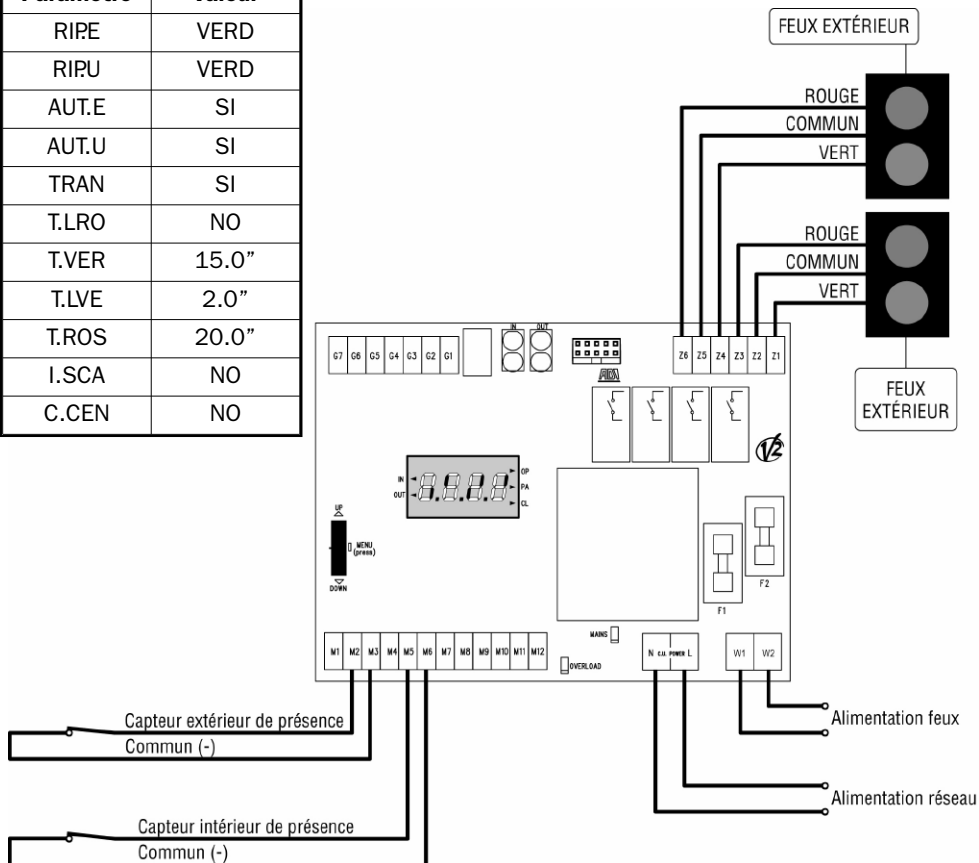 Paramètre Valeur
RIP.E VERD
RIP.U VERD
AUT.E SI
AUT.U SI
TRAN SI
T.LRO NO
T.VER 15.0”
T.LVE 2.0”
T.ROS 20.0”
I.SCA NO
C.CEN NO
FEUX EXTÉRIEUR
ROUGE
COMMUN
VERT
ROUGE
COMMUN
VERT
FEUX
EXTÉRIEUR
IN OUT
G7 G6 G5 G4 G3 G2 G1
Z6 Z5 Z4 Z3 Z2 Z1
V2
IN
OUT
OP
PA
CL
UP
MENU
(press)
DOWN
F1
F2
MAINS
OVERLOAD
M1 M2 M3 M4 M5 M6 M7 M8 M9 M10 M11 M12
N C.U. POWER L
W1 W2
Capteur extérieur de présence
Commun (-)
Alimentation feux
Alimentation réseau
Capteur intérieur de présence
Commun (-)